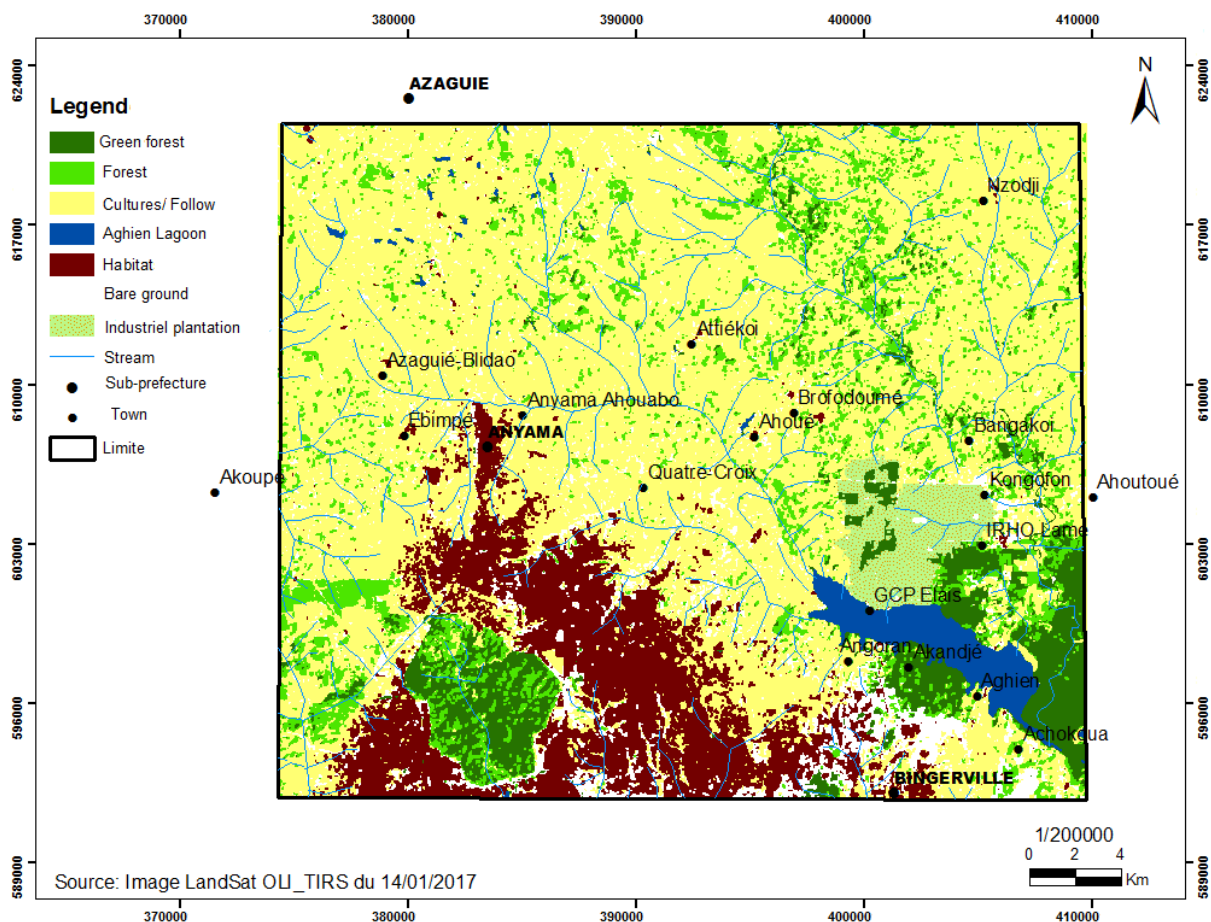 370000 380000 390000 400000 410000
624000 624000
N
AZAGUIE
Legend
Green forest
Forest
Cultures/ Follow
Aghien Lagoon
Habitat
Bare ground
Industriel plantation
Stream
Sub-prefecture
Town
Limite
Nzodji
617000 617000
Attiékoi
Azaguié-Blidao
610000 610000
Anyama Ahouabo
Brofodoumé
Ebimpé
ANYAMA
Ahoué
Bangakoi
Akoupé
Quatre-Croix
Kongofon
Ahoutoué
603000 603000
IRHO Lamé
GCP Elais
Angoran
Akandjé
Aghien
596000 596000
Achokoua
BINGERVILLE
1/200000
0 2 4
Km
589000 589000
Source: Image LandSat OLI_TIRS du 14/01/2017
370000 380000 390000 400000 410000